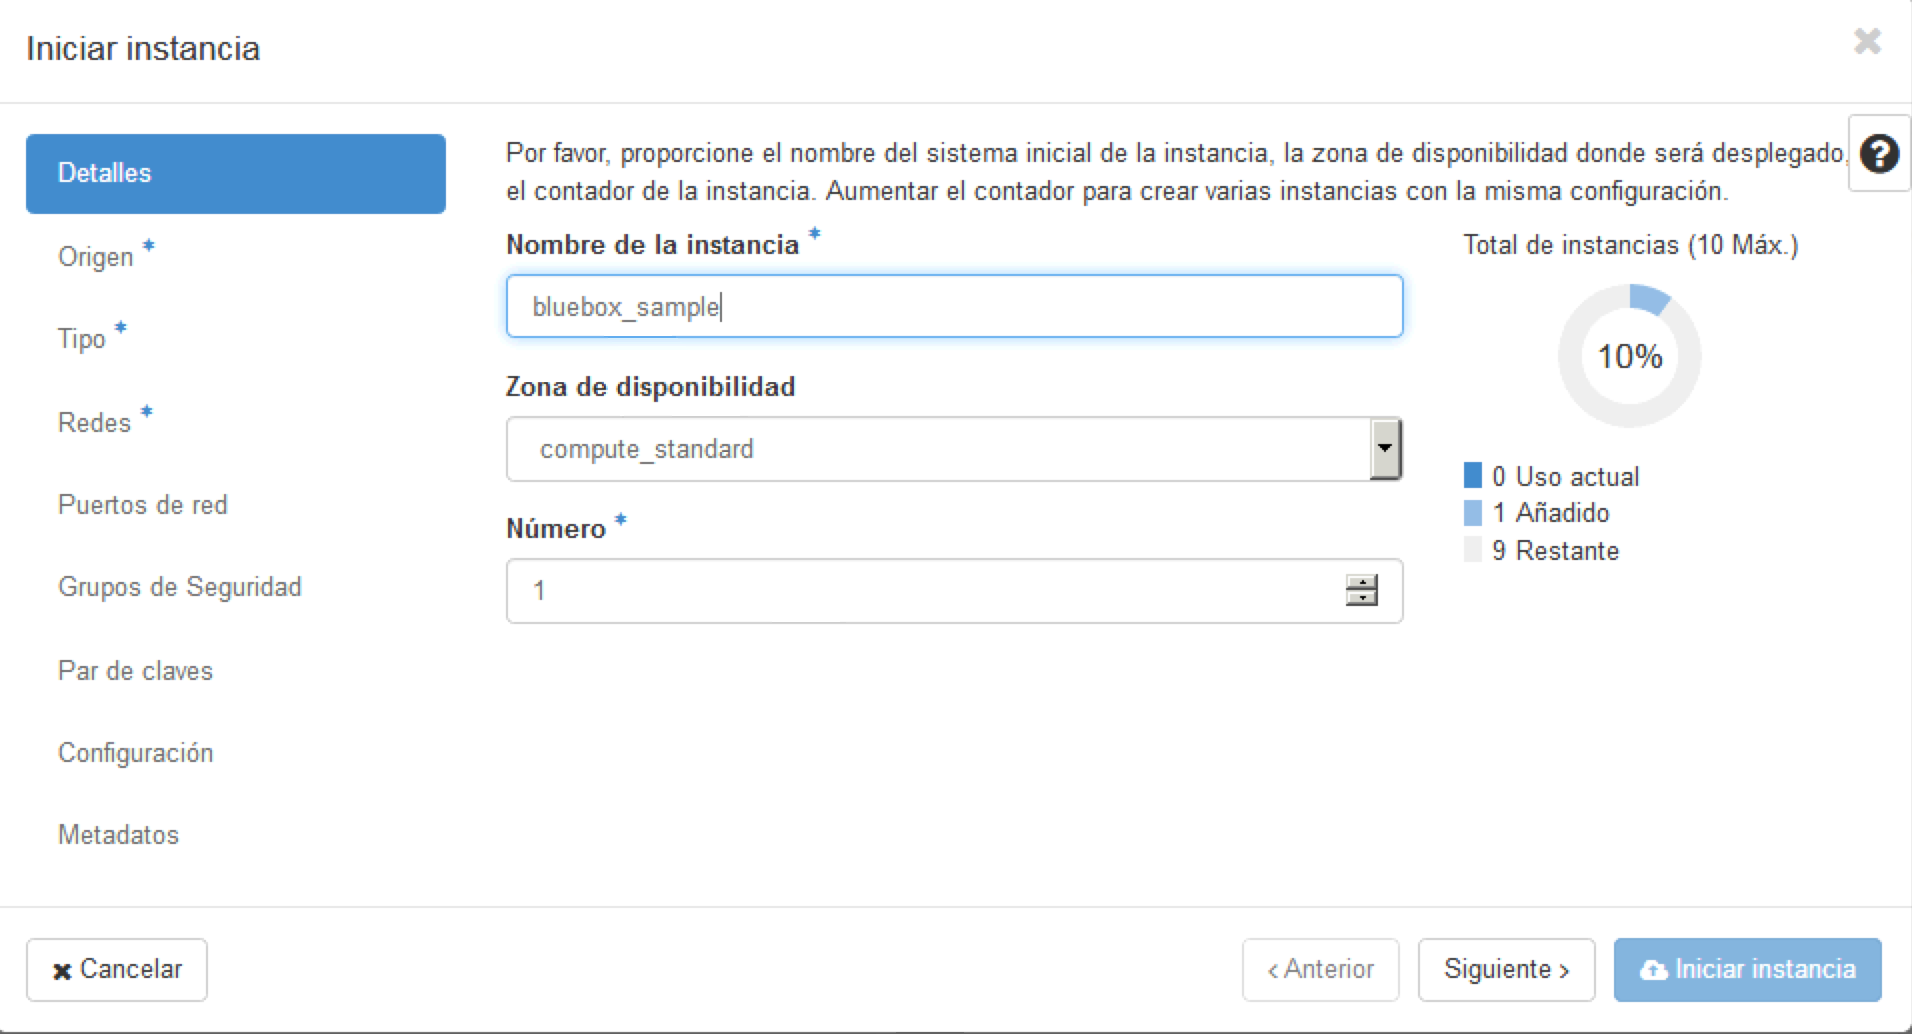 Iniciar instancia
Detalles
Origen *
Tipo *
Redes *
Puertos de red
Grupos de Seguridad
Par de claves
Configuración
Metadatos
Por favor, proporcione el nombre del sistema inicial de la instancia, la zona de disponibilidad donde será desplegado,
el contador de la instancia. Aumentar el contador para crear varias instancias con la misma configuración.
Nombre de la instancia *
bluebox_sample
Zona de disponibilidad
compute_standard
Número *
1
Total de instancias (10 Máx.)
10%
0 Uso actual
1 Añadido
9 Restante
Cancelar
‹ Anterior
Siguiente ›
Iniciar instancia